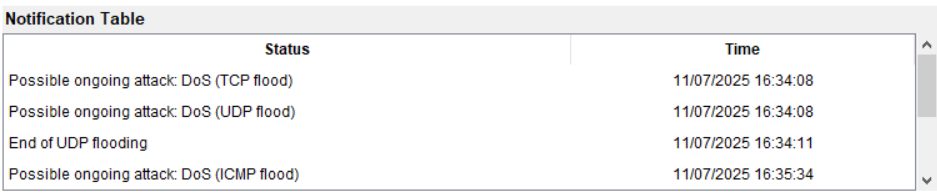 Notification Table
Status Time
Possible ongoing attack: DoS (TCP flood) 11/07/2025 16:34:08
Possible ongoing attack: DoS (UDP flood) 11/07/2025 16:34:08
End of UDP flooding 11/07/2025 16:34:11
Possible ongoing attack: DoS (ICMP flood) 11/07/2025 16:35:34